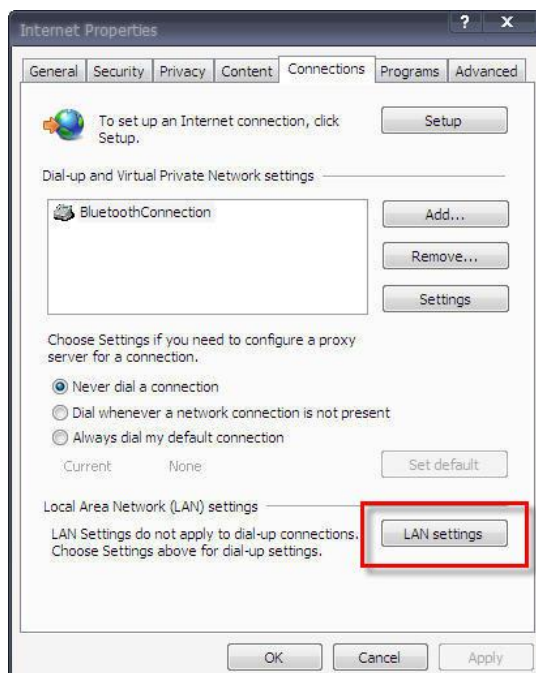 Internet Properties
? X
General Security Privacy Content Connections Programs Advanced
To set up an Internet connection, click
Setup.
Setup
Dial-up and Virtual Private Network settings
BluetoothConnection
Add...
Remove...
Settings
Choose Settings if you need to configure a proxy
server for a connection.
Never dial a connection
Dial whenever a network connection is not present
Always dial my default connection
Current None
Set default
Local Area Network (LAN) settings
LAN Settings do not apply to dial-up connections.
Choose Settings above for dial-up settings.
LAN settings
OK Cancel Apply